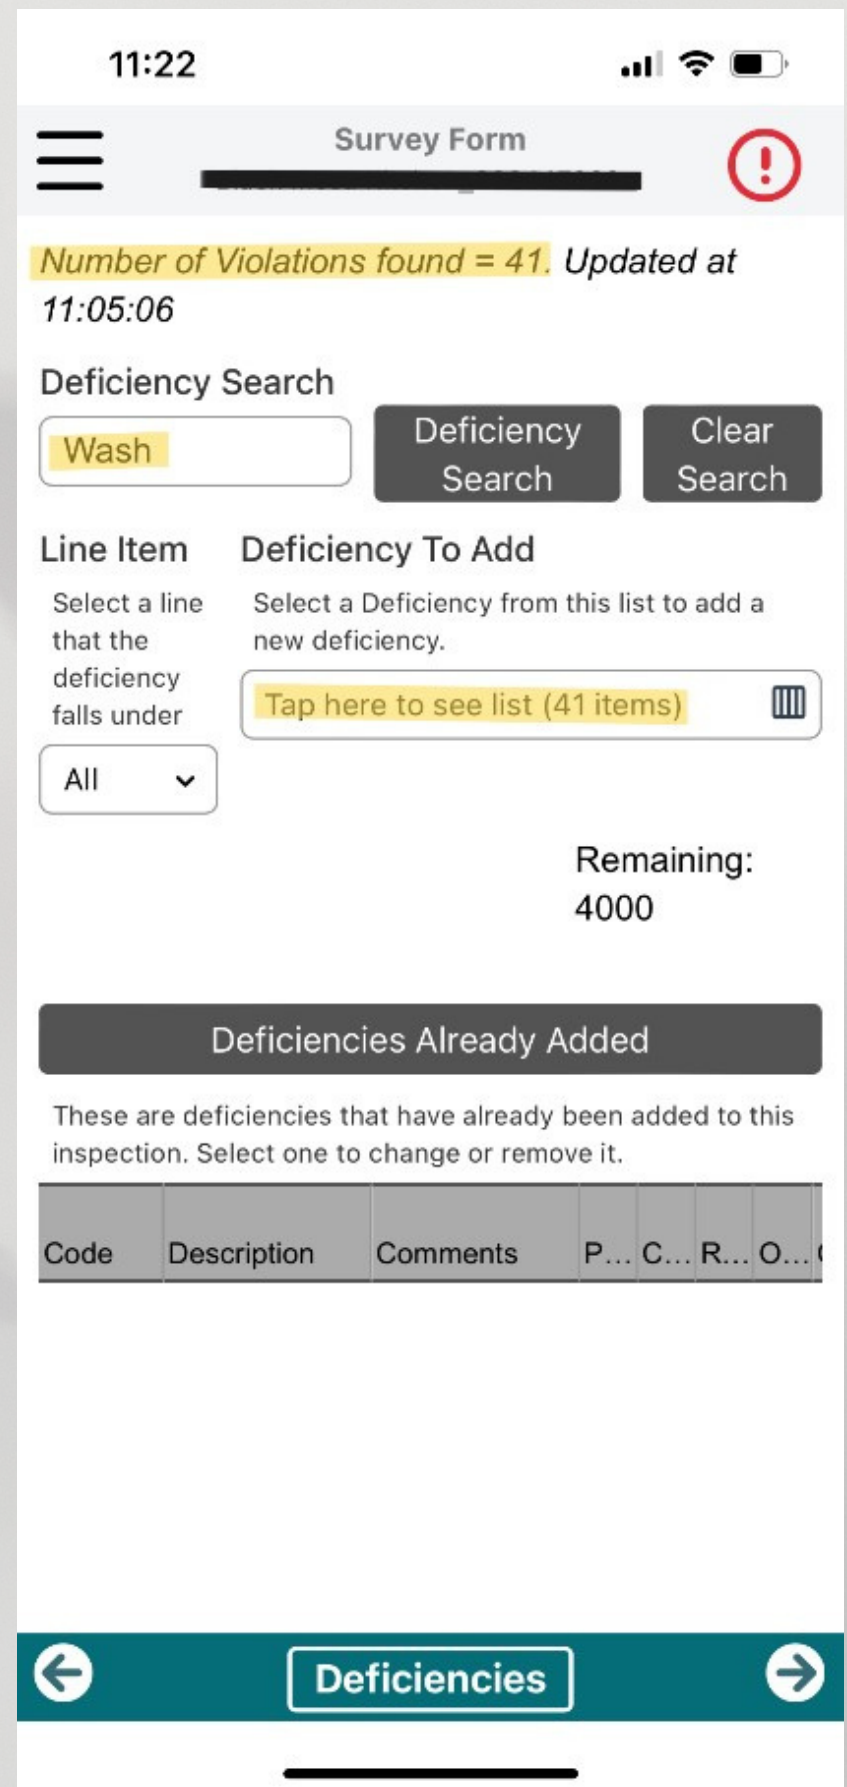 11:22
Survey Form
Number of Violations found = 41. Updated at
11:05:06
Deficiency Search
Wash
Deficiency
Search
Clear
Search
Line Item
Deficiency To Add
Select a line
that the
deficiency
falls under
Select a Deficiency from this list to add a
new deficiency.
Tap here to see list (41 items)
All
Remaining:
4000
Deficiencies Already Added
These are deficiencies that have already been added to this
inspection. Select one to change or remove it.
Code Description Comments P... C... R... O...
Deficiencies